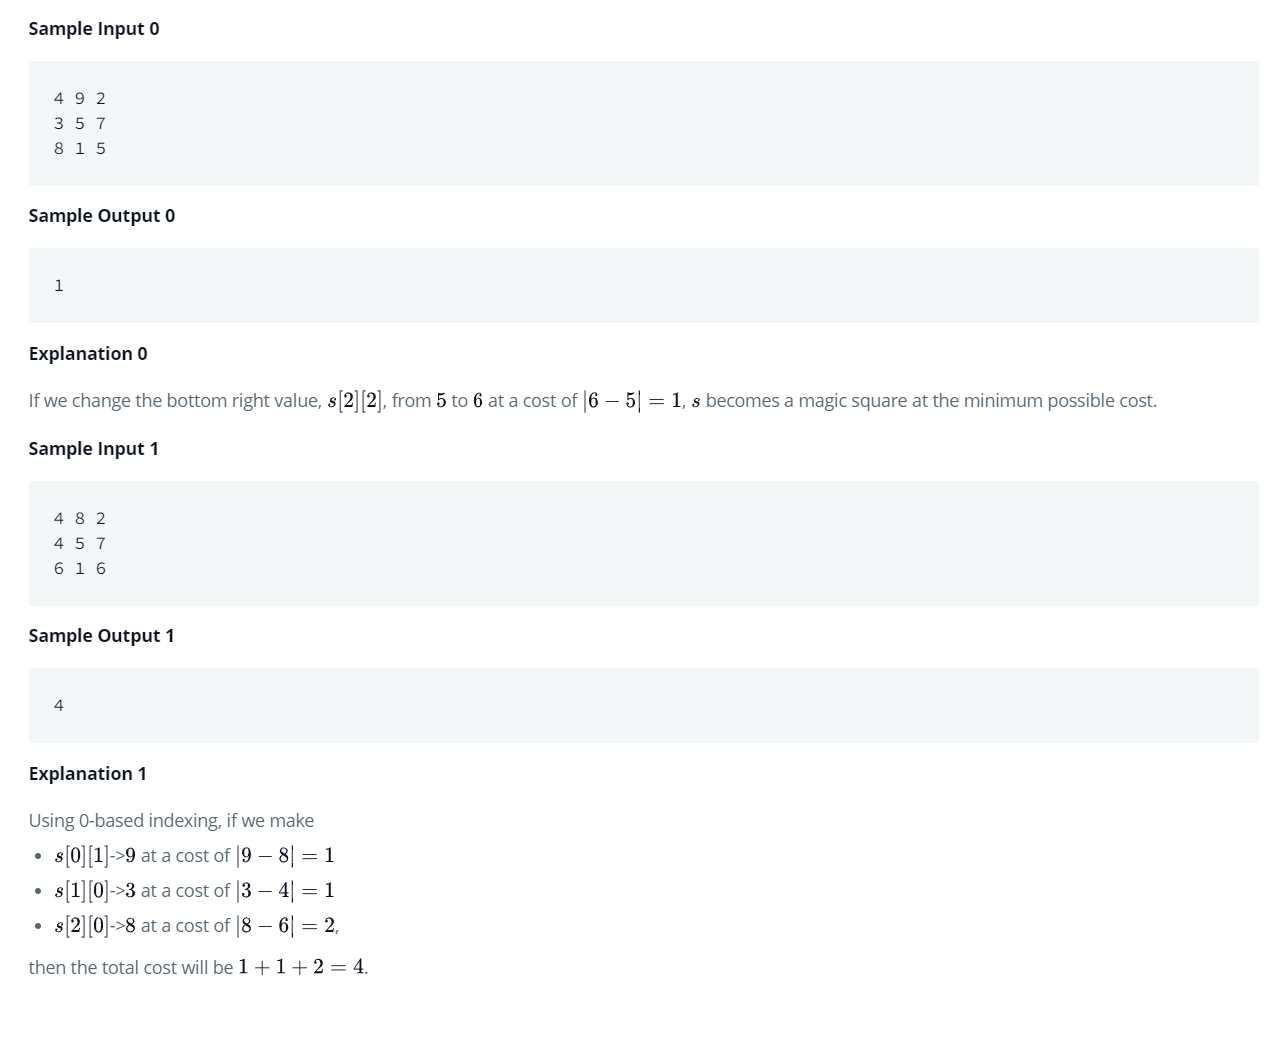 Sample Input 0
4 9 2
3 5 7
8 1 5
Sample Output 0
1
Explanation 0
If we change the bottom right value, s[2][2], from 5 to 6 at a cost of |6 − 5| = 1, s becomes a magic square at the minimum possible cost.
Sample Input 1
4 8 2
4 5 7
6 1 6
Sample Output 1
4
Explanation 1
Using 0-based indexing, if we make
• s[0][1]->9 at a cost of |9 − 8| = 1
• s[1][0]->3 at a cost of |3 − 4| = 1
• s[2][0]->8 at a cost of |8 − 6| = 2,
then the total cost will be 1 + 1 + 2 = 4.